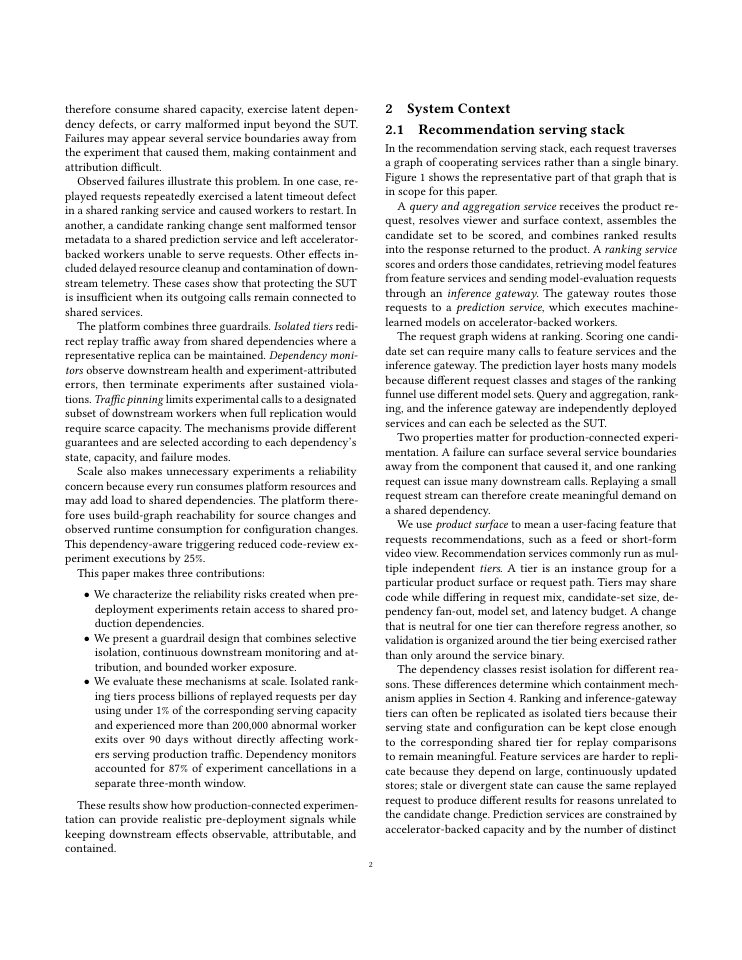 therefore consume shared capacity, exercise latent depen-
dency defects, or carry malformed input beyond the SUT.
Failures may appear several service boundaries away from
the experiment that caused them, making containment and
attribution difficult.
Observed failures illustrate this problem. In one case, re-
played requests repeatedly exercised a latent timeout defect
in a shared ranking service and caused workers to restart. In
another, a candidate ranking change sent malformed tensor
metadata to a shared prediction service and left accelerator-
backed workers unable to serve requests. Other effects in-
cluded delayed resource cleanup and contamination of down-
stream telemetry. These cases show that protecting the SUT
is insufficient when its outgoing calls remain connected to
shared services.
The platform combines three guardrails. Isolated tiers redi-
rect replay traffic away from shared dependencies where a
representative replica can be maintained. Dependency moni-
tors observe downstream health and experiment-attributed
errors, then terminate experiments after sustained viola-
tions. Traffic pinning limits experimental calls to a designated
subset of downstream workers when full replication would
require scarce capacity. The mechanisms provide different
guarantees and are selected according to each dependency's
state, capacity, and failure modes.
Scale also makes unnecessary experiments a reliability
concern because every run consumes platform resources and
may add load to shared dependencies. The platform there-
fore uses build-graph reachability for source changes and
observed runtime consumption for configuration changes.
This dependency-aware triggering reduced code-review ex-
periment executions by 25%.
This paper makes three contributions:
• We characterize the reliability risks created when pre-
deployment experiments retain access to shared pro-
duction dependencies.
• We present a guardrail design that combines selective
isolation, continuous downstream monitoring and at-
tribution, and bounded worker exposure.
• We evaluate these mechanisms at scale. Isolated rank-
ing tiers process billions of replayed requests per day
using under 1% of the corresponding serving capacity
and experienced more than 200,000 abnormal worker
exits over 90 days without directly affecting work-
ers serving production traffic. Dependency monitors
accounted for 87% of experiment cancellations in a
separate three-month window.
These results show how production-connected experimen-
tation can provide realistic pre-deployment signals while
keeping downstream effects observable, attributable, and
contained.
2 System Context
2.1 Recommendation serving stack
In the recommendation serving stack, each request traverses
a graph of cooperating services rather than a single binary.
Figure 1 shows the representative part of that graph that is
in scope for this paper.
A query and aggregation service receives the product re-
quest, resolves viewer and surface context, assembles the
candidate set to be scored, and combines ranked results
into the response returned to the product. A ranking service
scores and orders those candidates, retrieving model features
from feature services and sending model-evaluation requests
through an inference gateway. The gateway routes those
requests to a prediction service, which executes machine-
learned models on accelerator-backed workers.
The request graph widens at ranking. Scoring one candi-
date set can require many calls to feature services and the
inference gateway. The prediction layer hosts many models
because different request classes and stages of the ranking
funnel use different model sets. Query and aggregation, rank-
ing, and the inference gateway are independently deployed
services and can each be selected as the SUT.
Two properties matter for production-connected experi-
mentation. A failure can surface several service boundaries
away from the component that caused it, and one ranking
request can issue many downstream calls. Replaying a small
request stream can therefore create meaningful demand on
a shared dependency.
We use product surface to mean a user-facing feature that
requests recommendations, such as a feed or short-form
video view. Recommendation services commonly run as mul-
tiple independent tiers. A tier is an instance group for a
particular product surface or request path. Tiers may share
code while differing in request mix, candidate-set size, de-
pendency fan-out, model set, and latency budget. A change
that is neutral for one tier can therefore regress another, so
validation is organized around the tier being exercised rather
than only around the service binary.
The dependency classes resist isolation for different rea-
sons. These differences determine which containment mech-
anism applies in Section 4. Ranking and inference-gateway
tiers can often be replicated as isolated tiers because their
serving state and configuration can be kept close enough
to the corresponding shared tier for replay comparisons
to remain meaningful. Feature services are harder to repli-
cate because they depend on large, continuously updated
stores; stale or divergent state can cause the same replayed
request to produce different results for reasons unrelated to
the candidate change. Prediction services are constrained by
accelerator-backed capacity and by the number of distinct
2